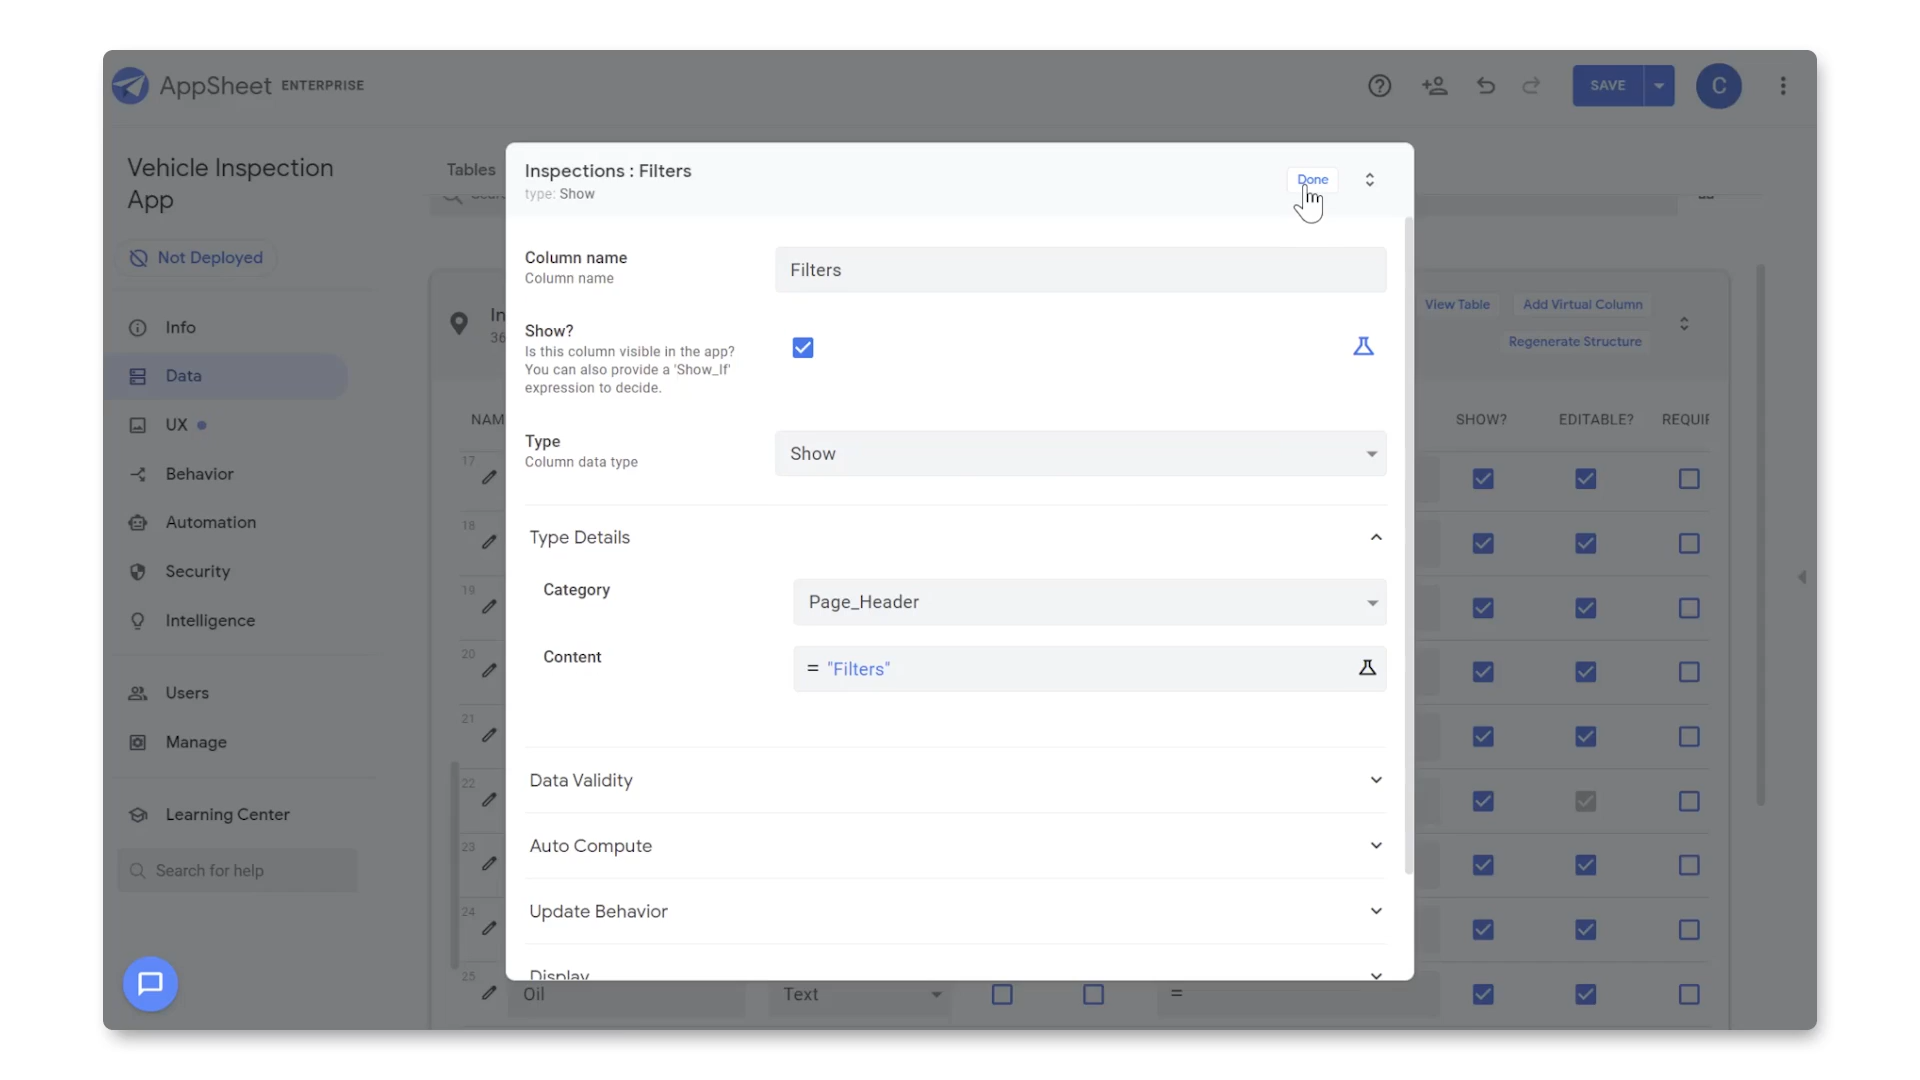 AppSheet ENTERPRISE
SAVE
C
Vehicle Inspection
App
Not Deployed
Info
Data
UX
Behavior
Automation
Security
Intelligence
Users
Manage
Learning Center
Search for help
Tables
In
36
View Table
Add Virtual Column
Regenerate Structure
NAM
SHOW?
EDITABLE?
REQUIR
17
18
19
20
21
22
23
24
25
Oil
Text
=
Inspections : Filters
type: Show
Done
Column name
Column name
Filters
Show?
Is this column visible in the app?
You can also provide a 'Show_If'
expression to decide.
Type
Column data type
Show
Type Details
Category
Page_Header
Content
= "Filters"
Data Validity
Auto Compute
Update Behavior
Display